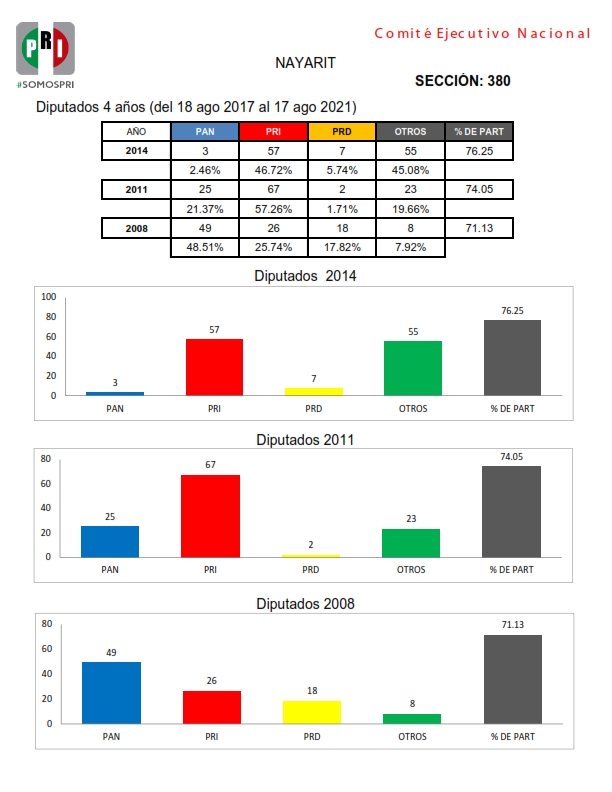 Comité Ejecutivo Nacional
PRI
#SOMOSPRI
NAYARIT
SECCIÓN: 380
Diputados 4 años (del 18 ago 2017 al 17 ago 2021)
AÑO PAN PRI PRD OTROS % DE PART
2014 3 57 7 55 76.25
2.46% 46.72% 5.74% 45.08%
2011 25 67 2 23 74.05
21.37% 57.26% 1.71% 19.66%
2008 49 26 18 8 71.13
48.51% 25.74% 17.82% 7.92%
Diputados 2014
100
80
60
40
20
0
3 57 7 55 76.25
PAN PRI PRD OTROS % DE PART
Diputados 2011
80
60
40
20
0
25 67 2 23 74.05
PAN PRI PRD OTROS % DE PART
Diputados 2008
80
60
40
20
0
49 26 18 8 71.13
PAN PRI PRD OTROS % DE PART